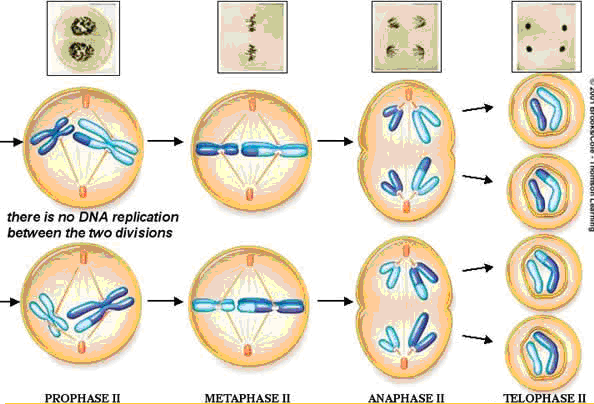 there is no DNA replication
between the two divisions
PROPHASE II
METAPHASE II
ANAPHASE II
TELOPHASE II
© 2001 Brooks/Cole - Thomson Learning